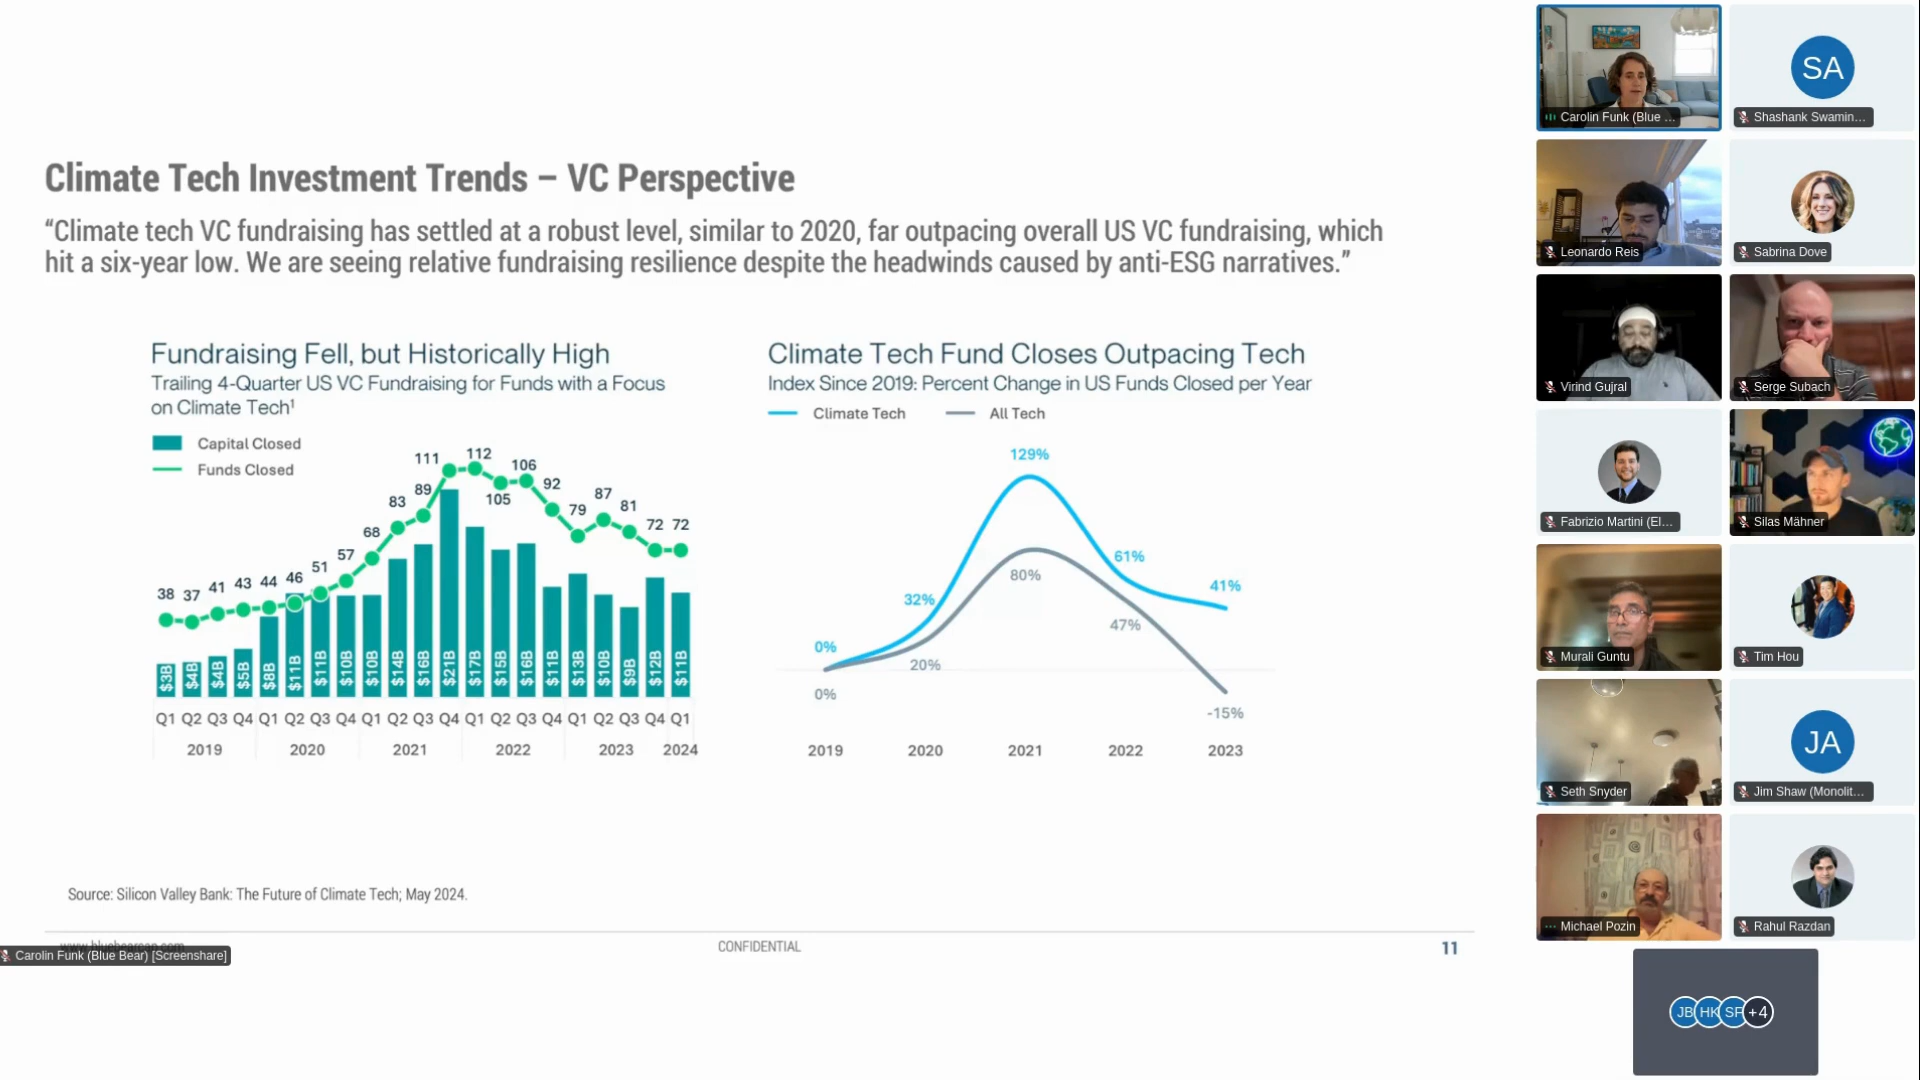 Climate Tech Investment Trends – VC Perspective
“Climate tech VC fundraising has settled at a robust level, similar to 2020, far outpacing overall US VC fundraising, which
hit a six-year low. We are seeing relative fundraising resilience despite the headwinds caused by anti-ESG narratives.”
Fundraising Fell, but Historically High
Trailing 4-Quarter US VC Fundraising for Funds with a Focus
on Climate Tech¹
Capital Closed
Funds Closed
38 37 41 43 44 46 51 57 68 83 89 111 112 105 106 92 79 87 81 72 72
$3B $4B $4B $5B $8B $11B $11B $10B $10B $14B $16B $21B $17B $15B $16B $11B $13B $10B $9B $12B $11B
Q1 Q2 Q3 Q4 Q1 Q2 Q3 Q4 Q1 Q2 Q3 Q4 Q1 Q2 Q3 Q4 Q1 Q2 Q3 Q4 Q1
2019 2020 2021 2022 2023 2024
Climate Tech Fund Closes Outpacing Tech
Index Since 2019: Percent Change in US Funds Closed per Year
Climate Tech All Tech
0% 32% 129% 61% 41%
0% 20% 80% 47% -15%
2019 2020 2021 2022 2023
Source: Silicon Valley Bank: The Future of Climate Tech; May 2024.
www.bluebearcap.com
CONFIDENTIAL
11
Carolin Funk (Blue Bear) [Screenshare]
Carolin Funk (Blue ...
SA
Shashank Swamin...
Leonardo Reis
Sabrina Dove
Virind Gujral
Serge Subach
Fabrizio Martini (El...
Silas Mähner
Murali Guntu
Tim Hou
Seth Snyder
JA
Jim Shaw (Monolit...
Michael Pozin
Rahul Razdan
JB HK SF +4